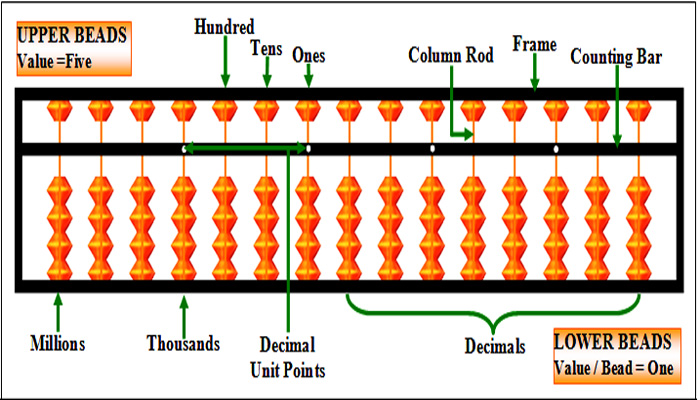 UPPER BEADS
Value =Five
Hundred
Tens
Ones
Column Rod
Frame
Counting Bar
Millions
Thousands
Decimal
Unit Points
Decimals
LOWER BEADS
Value / Bead = One